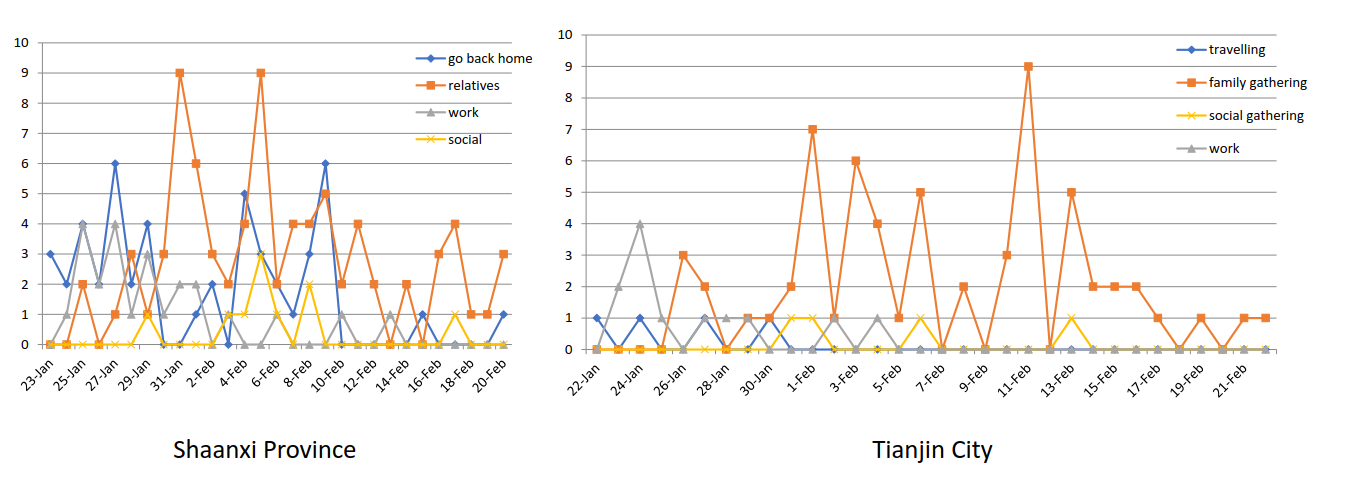 10
9
8
7
6
5
4
3
2
1
0
go back home
relatives
work
social
23-Jan
25-Jan
27-Jan
29-Jan
31-Jan
2-Feb
4-Feb
6-Feb
8-Feb
10-Feb
12-Feb
14-Feb
16-Feb
18-Feb
20-Feb
Shaanxi Province
10
9
8
7
6
5
4
3
2
1
0
travelling
family gathering
social gathering
work
22-Jan
24-Jan
26-Jan
28-Jan
30-Jan
1-Feb
3-Feb
5-Feb
7-Feb
9-Feb
11-Feb
13-Feb
15-Feb
17-Feb
19-Feb
21-Feb
Tianjin City